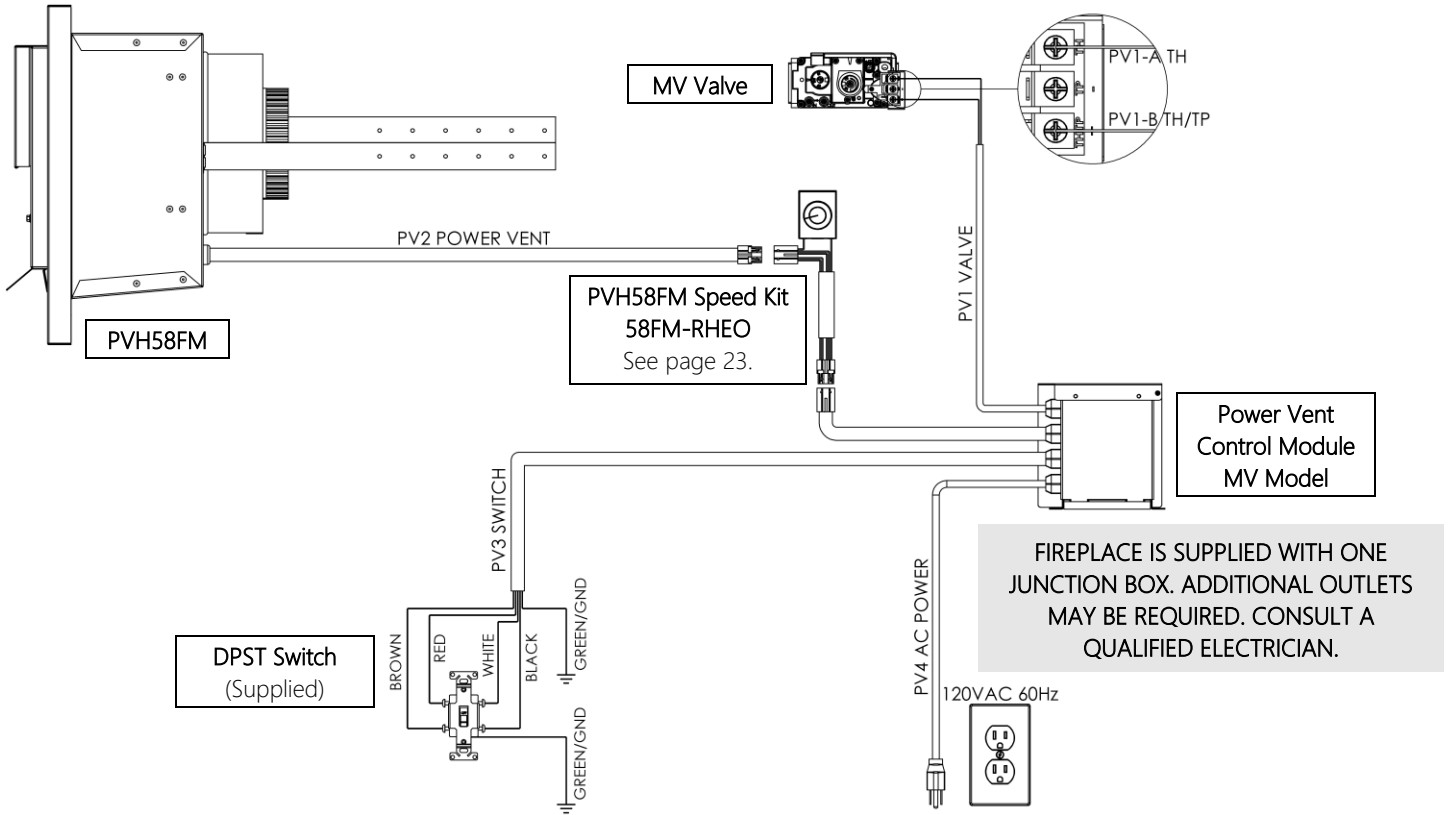 MV Valve
PV1-A TH
PV1-B TH/TP
PV2 POWER VENT
PVH58FM
PVH58FM Speed Kit
58FM-RHEO
See page 23.
PV1 VALVE
Power Vent
Control Module
MV Model
PV3 SWITCH
PV4 AC POWER
FIREPLACE IS SUPPLIED WITH ONE
JUNCTION BOX. ADDITIONAL OUTLETS
MAY BE REQUIRED. CONSULT A
QUALIFIED ELECTRICIAN.
DPST Switch
(Supplied)
BROWN
RED
WHITE
BLACK
GREEN/GND
GREEN/GND
120VAC 60Hz